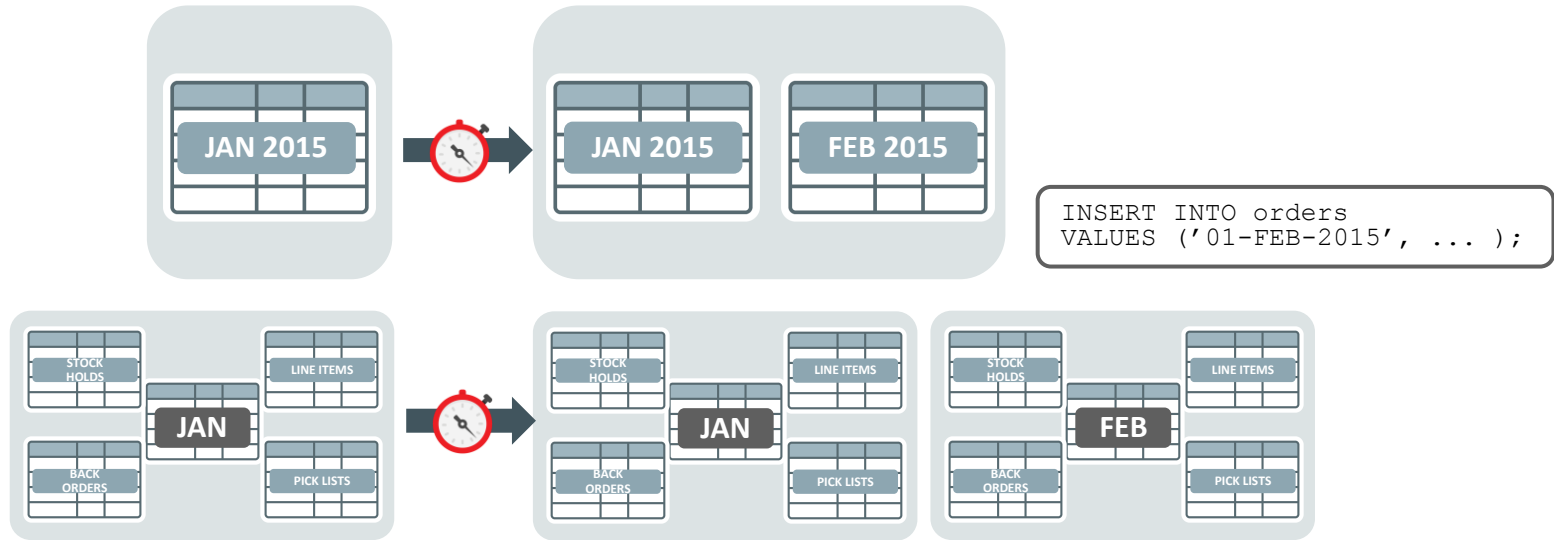 JAN 2015
JAN 2015
FEB 2015
INSERT INTO orders
VALUES ('01-FEB-2015', ... );
STOCK
HOLDS
LINE ITEMS
JAN
BACK
ORDERS
PICK LISTS
STOCK
HOLDS
LINE ITEMS
JAN
BACK
ORDERS
PICK LISTS
STOCK
HOLDS
LINE ITEMS
FEB
BACK
ORDERS
PICK LISTS